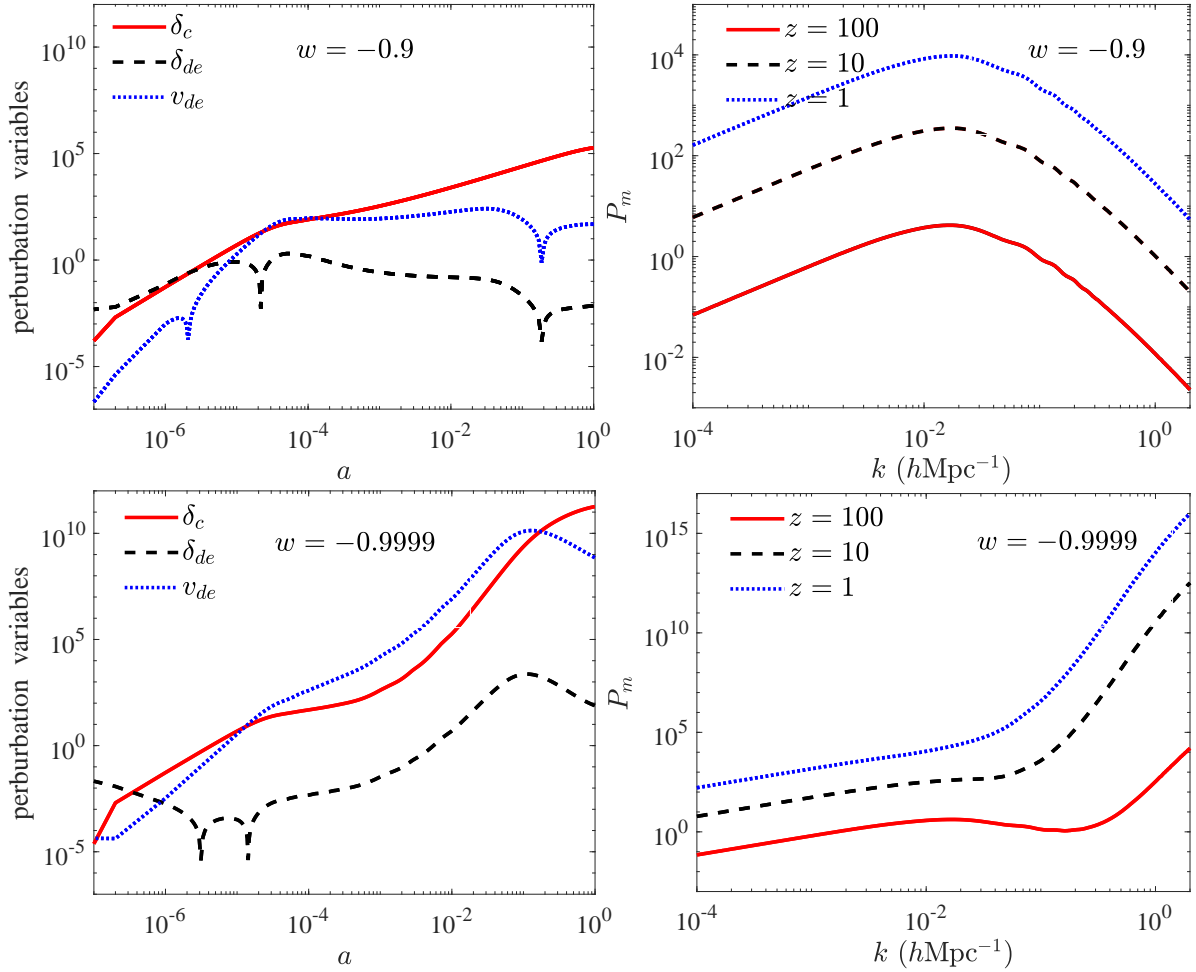 δ_c
δ_de
v_de
w = −0.9
10^10
10^5
10^0
10^-5
10^-6
10^-4
10^-2
10^0
perburbation variables
a
z = 100
z = 10
z = 1
w = −0.9
10^4
10^2
10^0
10^-2
10^-4
10^-2
10^0
P_m
k (hMpc^−1)
δ_c
δ_de
v_de
w = −0.9999
10^10
10^5
10^0
10^-5
10^-6
10^-4
10^-2
10^0
perburbation variables
a
z = 100
z = 10
z = 1
w = −0.9999
10^15
10^10
10^5
10^0
10^-4
10^-2
10^0
P_m
k (hMpc^−1)